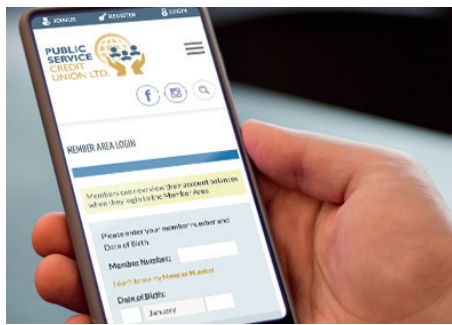 JOIN US REGISTER LOGIN
PUBLIC
SERVICE
CREDIT
UNION LTD.
f
MEMBER AREA LOGIN
Members can now view their account balances
when they login to the Member Area
Please enter your member number and
Date of Birth
Member Number:
I don't know my Member Number
Date of Birth:
January